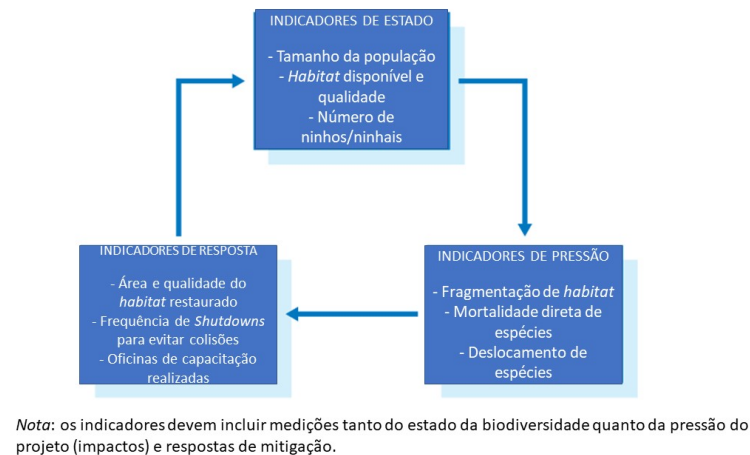 INDICADORES DE ESTADO
- Tamanho da população
- Habitat disponível e
qualidade
- Número de
ninhos/ninhais
INDICADORES DE RESPOSTA
- Área e qualidade do
habitat restaurado
- Frequência de Shutdowns
para evitar colisões
- Oficinas de capacitação
realizadas
INDICADORES DE PRESSÃO
- Fragmentação de habitat
- Mortalidade direta de
espécies
- Deslocamento de
espécies
Nota: os indicadores devem incluir medições tanto do estado da biodiversidade quanto da pressão do
projeto (impactos) e respostas de mitigação.